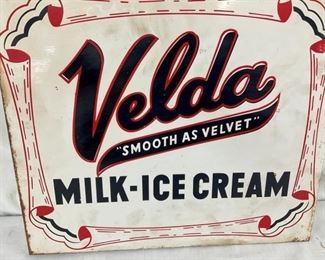 Velda
"SMOOTH AS VELVET"
MILK-ICE CREAM